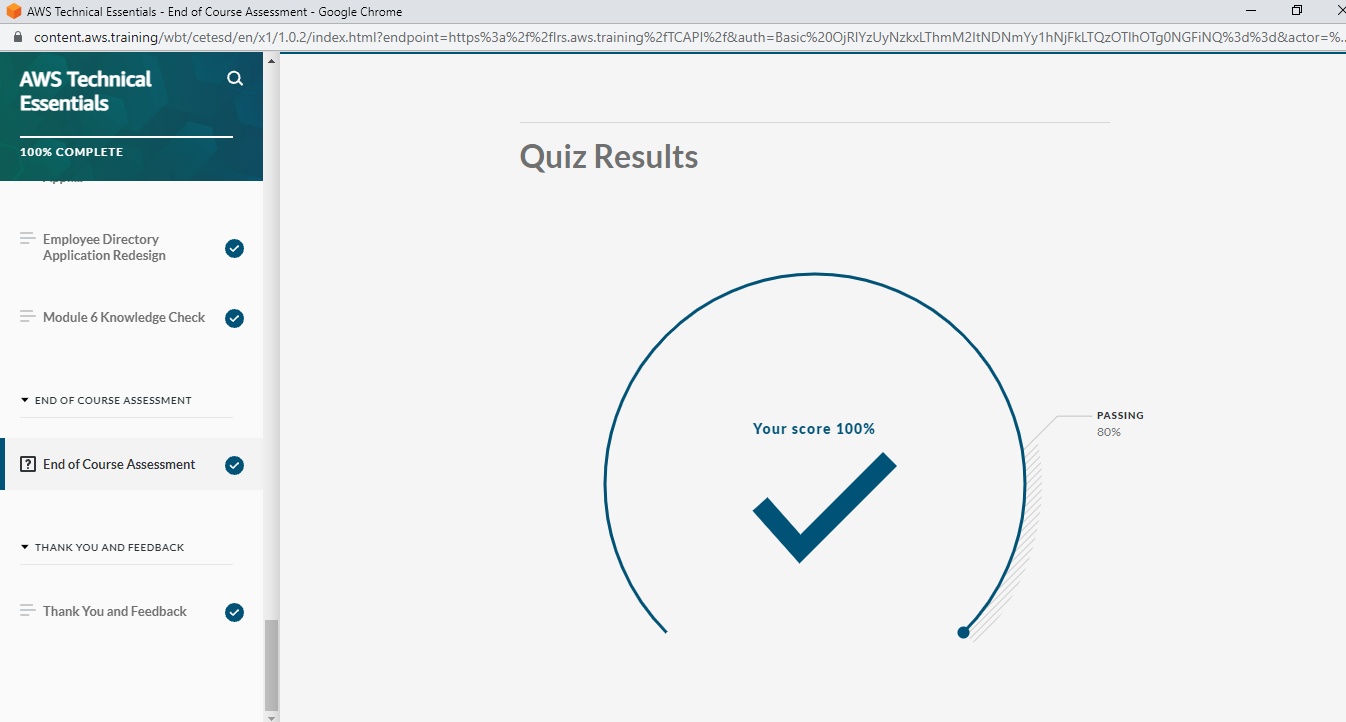 AWS Technical Essentials - End of Course Assessment - Google Chrome
content.aws.training/wbt/cetesd/en/x1/1.0.2/index.html?endpoint=https%3a%2f%2flrs.aws.training%2fTCAPI%2f&auth=Basic%20OjRlYzUyNzkxLThmM2ItNDNmYy1hNjFkLTQzOTlhOTg0NGFiNQ%3d%3d&actor=%...
AWS Technical
Essentials
100% COMPLETE
Employee Directory
Application Redesign
Module 6 Knowledge Check
END OF COURSE ASSESSMENT
End of Course Assessment
THANK YOU AND FEEDBACK
Thank You and Feedback
Quiz Results
Your score 100%
PASSING
80%